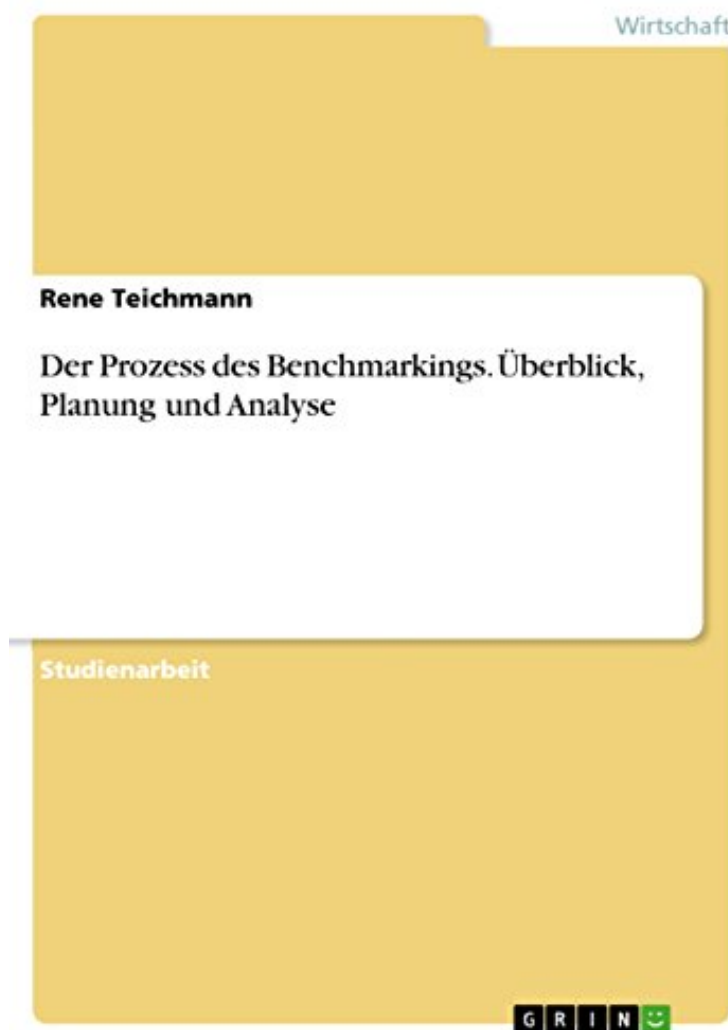 Wirtschaft
Rene Teichmann
Der Prozess des Benchmarkings. Überblick,
Planung und Analyse
Studienarbeit
GRIN